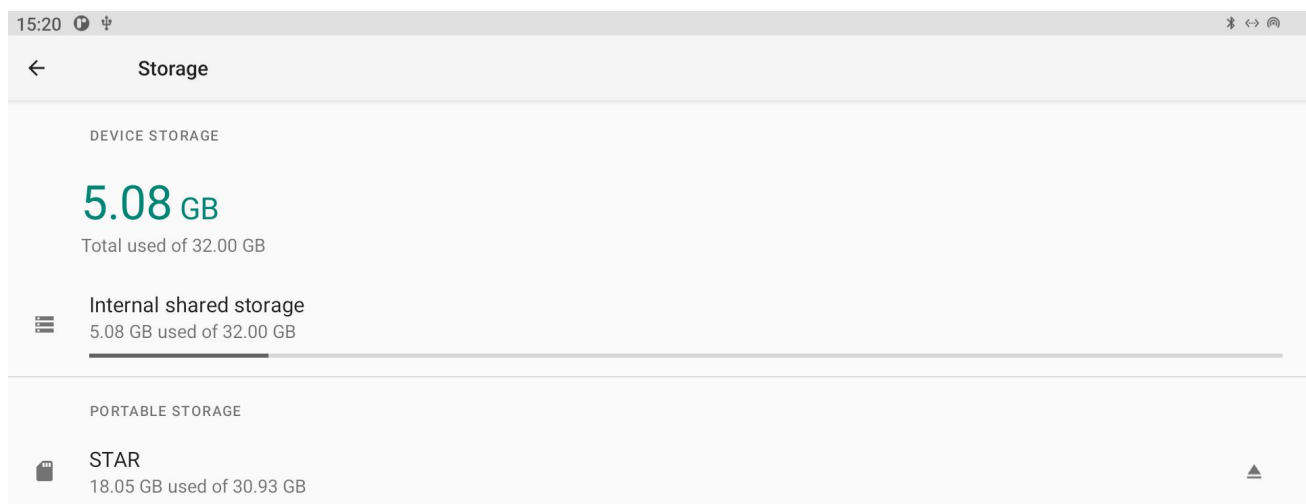 15:20
Storage
DEVICE STORAGE
5.08 GB
Total used of 32.00 GB
Internal shared storage
5.08 GB used of 32.00 GB
PORTABLE STORAGE
STAR
18.05 GB used of 30.93 GB